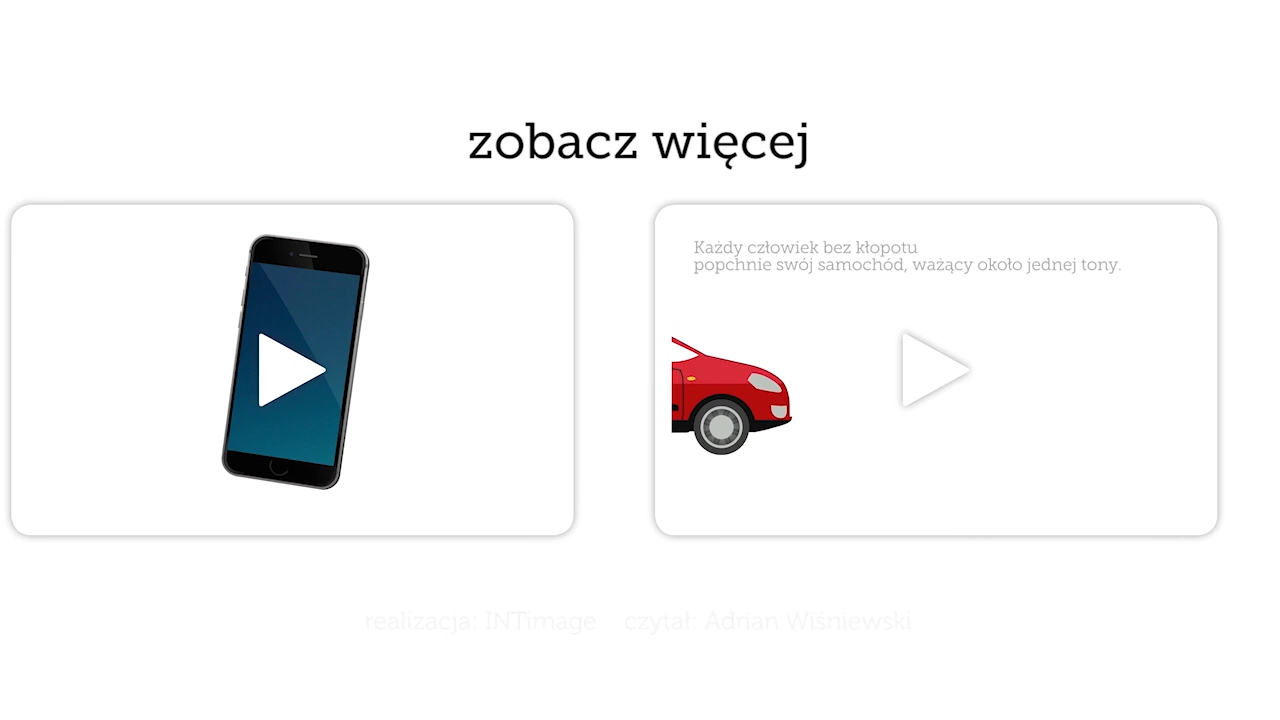 zobacz więcej
Każdy człowiek bez kłopotu
popchnie swój samochód, ważący około jednej tony.
realizacja: INTimage czytał: Adrian Wiśniewski